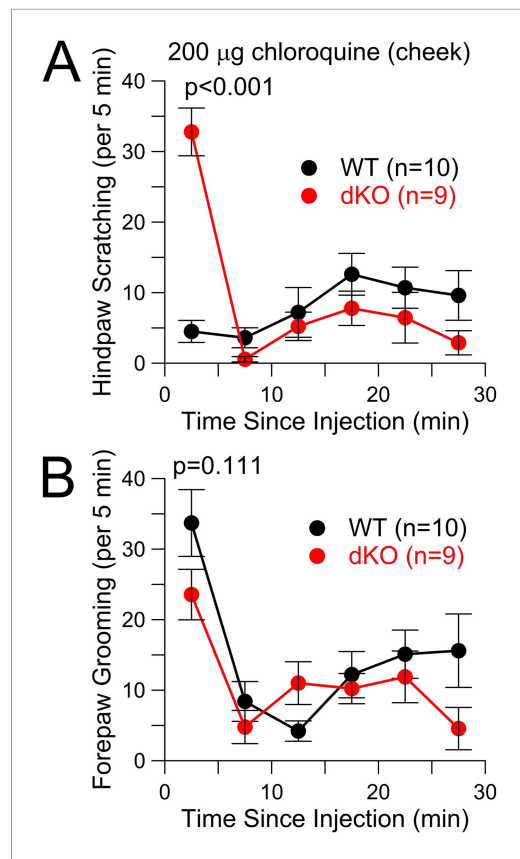 A
200 µg chloroquine (cheek)
p<0.001
40
30
20
10
0
Hindpaw Scratching (per 5 min)
WT (n=10)
dKO (n=9)
0 10 20 30
Time Since Injection (min)
B
p=0.111
40
30
20
10
0
Forepaw Grooming (per 5 min)
WT (n=10)
dKO (n=9)
0 10 20 30
Time Since Injection (min)